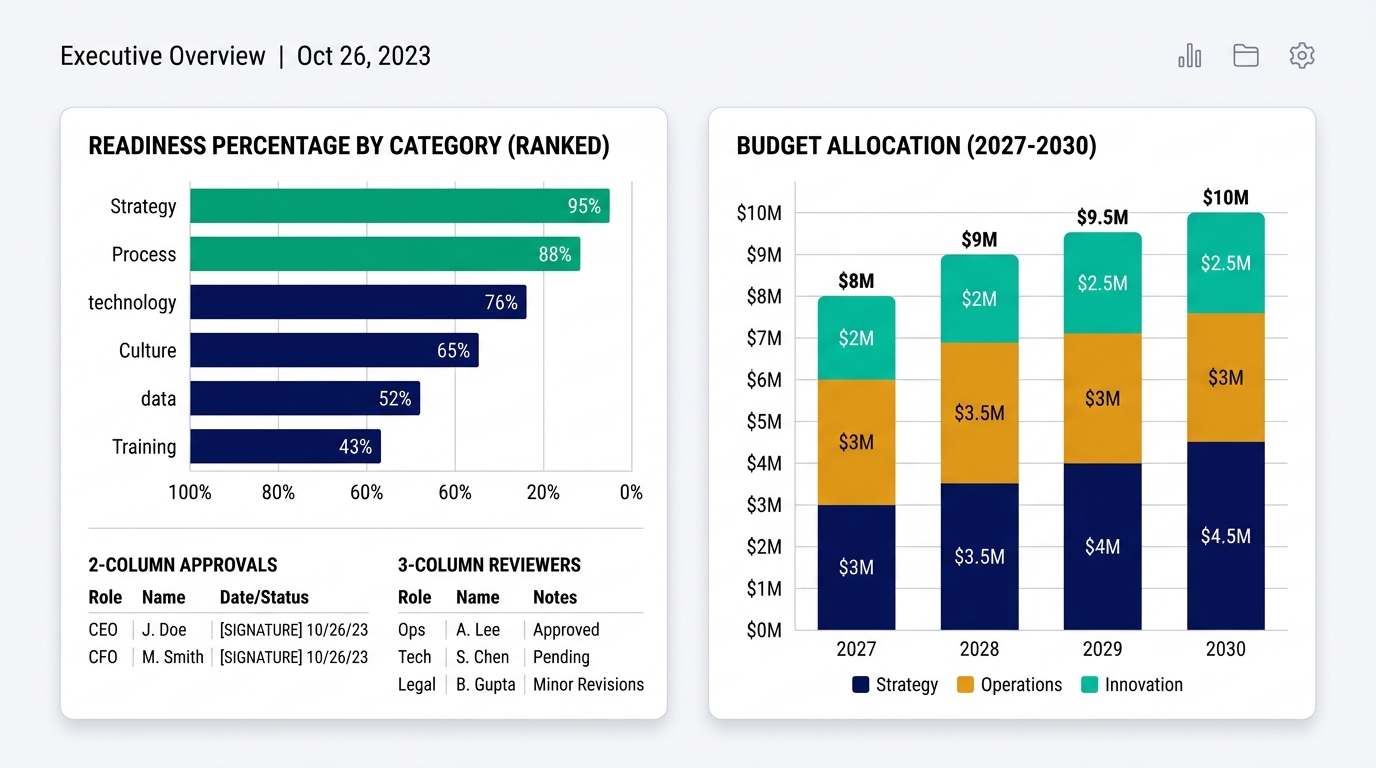 Executive Overview | Oct 26, 2023
READINESS PERCENTAGE BY CATEGORY (RANKED)
Strategy 95%
Process 88%
technology 76%
Culture 65%
data 52%
Training 43%
100% 80% 60% 60% 20% 0%
2-COLUMN APPROVALS
Role Name Date/Status
CEO J. Doe [SIGNATURE] 10/26/23
CFO M. Smith [SIGNATURE] 10/26/23
3-COLUMN REVIEWERS
Role Name Notes
Ops A. Lee Approved
Tech S. Chen Pending
Legal B. Gupta Minor Revisions
BUDGET ALLOCATION (2027-2030)
$10M
$9M
$8M
$7M
$6M
$5M
$4M
$3M
$2M
$1M
$0M
$8M
$2M
$3M
$3M
$9M
$2M
$3.5M
$3.5M
$9.5M
$2.5M
$3M
$4M
$10M
$2.5M
$3M
$4.5M
2027 2028 2029 2030
Strategy Operations Innovation